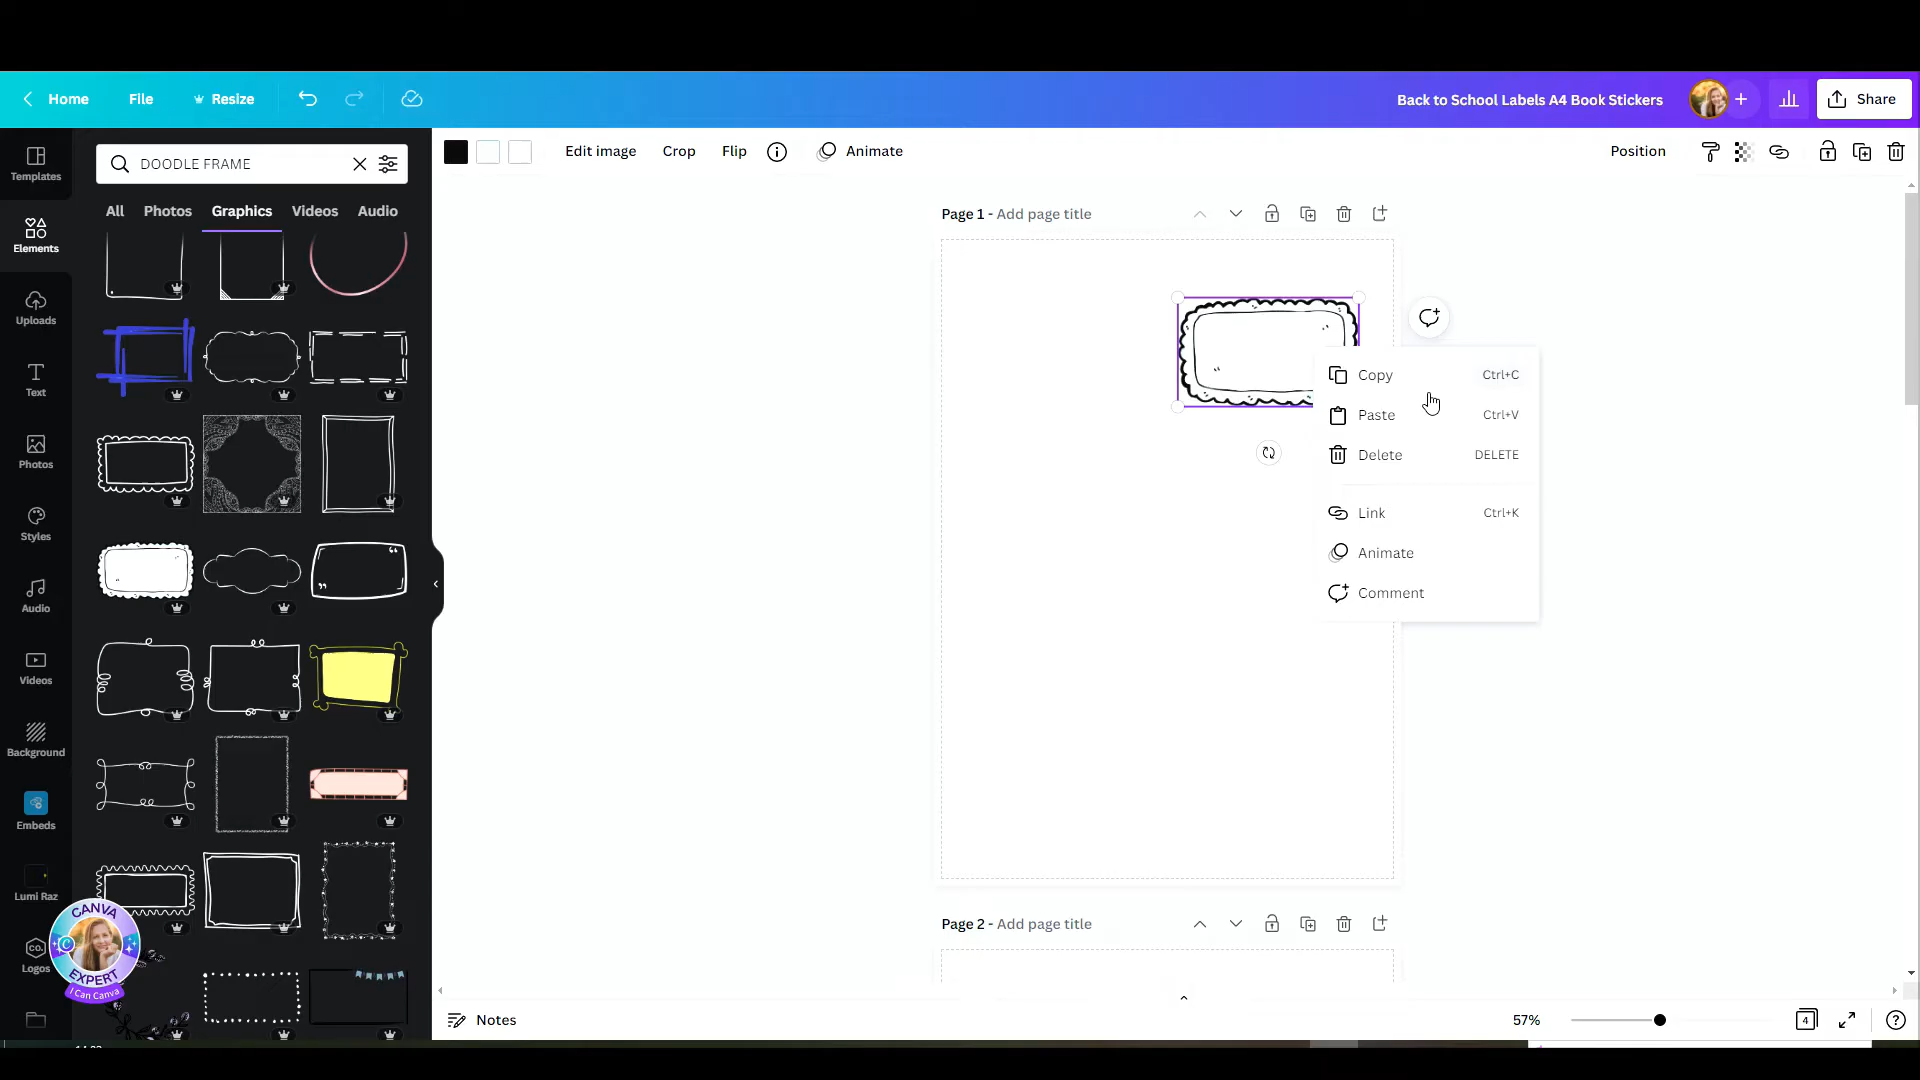 Home
File
Resize
Back to School Labels A4 Book Stickers
Share
Templates
Elements
Uploads
Text
Photos
Styles
Audio
Videos
Background
Embeds
Lumi Raz
Logos
DOODLE FRAME
All
Photos
Graphics
Videos
Audio
CANVA
EXPERT
I Can Canva
CO.
Edit image
Crop
Flip
Animate
Position
Page 1 - Add page title
Copy Ctrl+C
Paste Ctrl+V
Delete DELETE
Link Ctrl+K
Animate
Comment
Page 2 - Add page title
Notes
57%
4